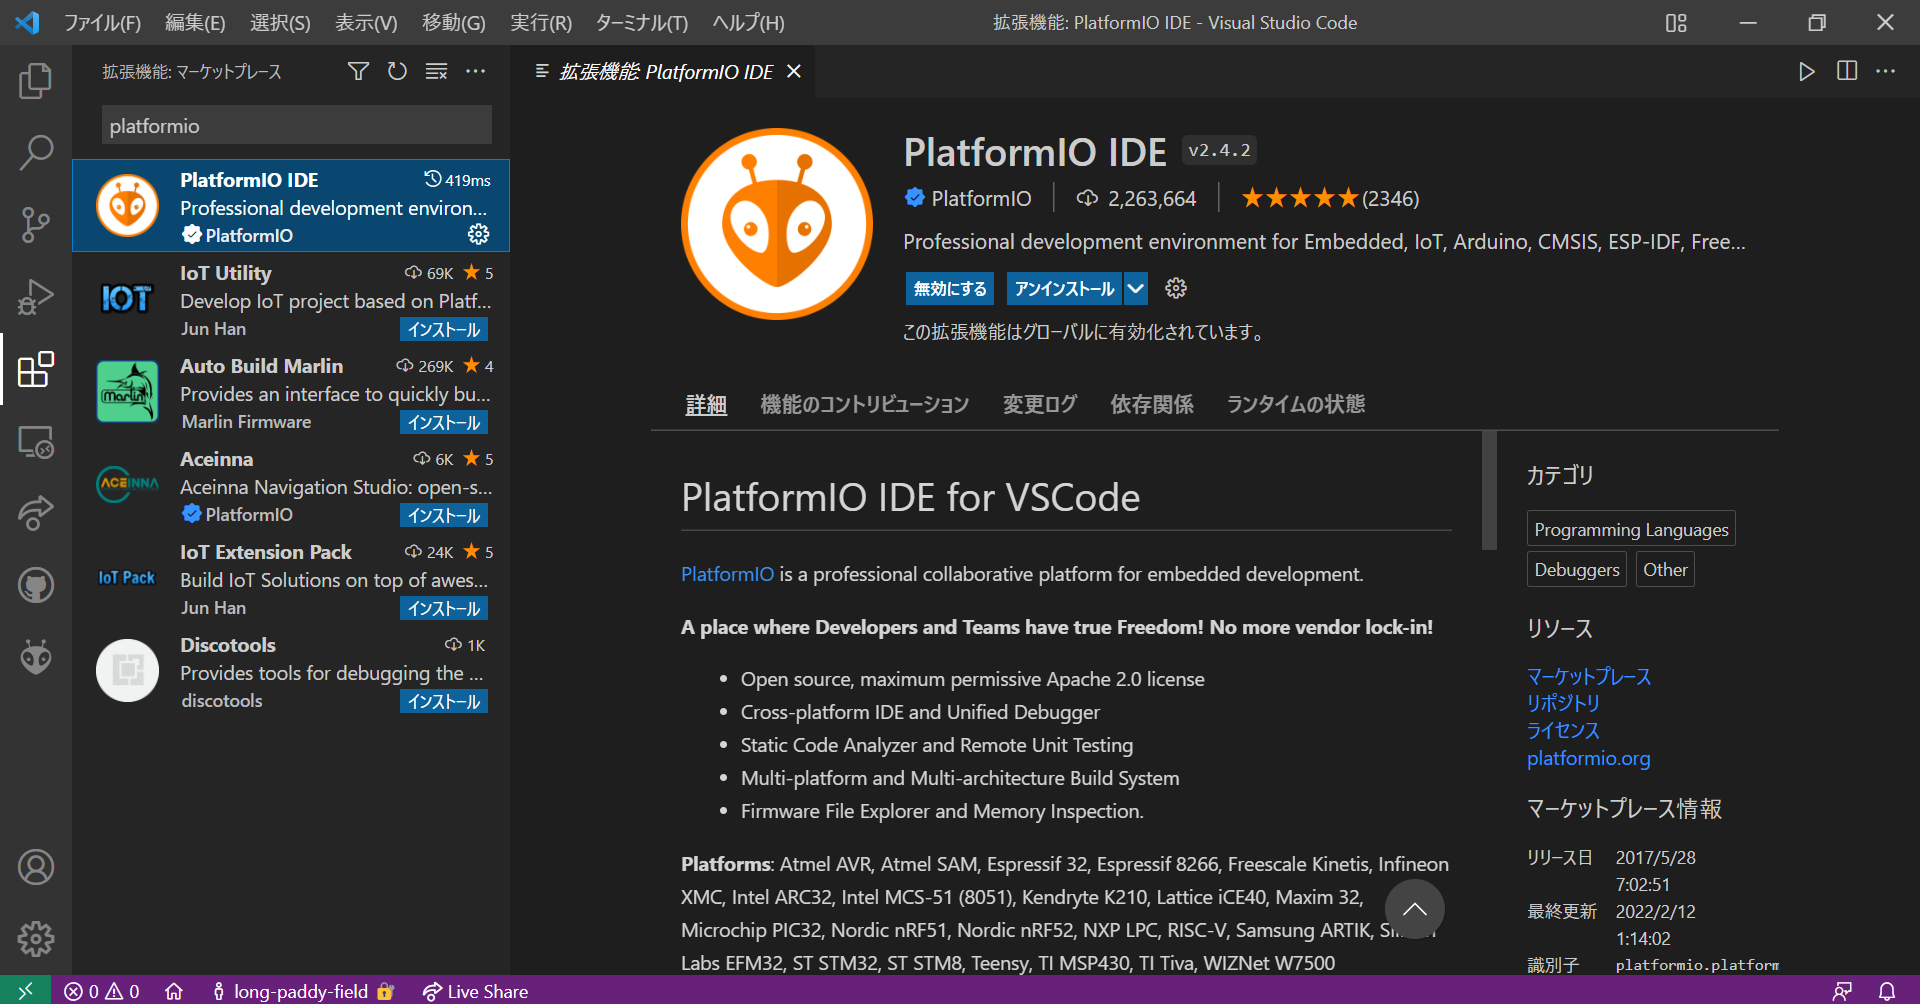 ファイル(F) 編集(E) 選択(S) 表示(V) 移動(G) 実行(R) ターミナル(T) ヘルプ(H) 拡張機能: PlatformIO IDE - Visual Studio Code
拡張機能: マーケットプレース
platformio
PlatformIO IDE 419ms
Professional development environ...
PlatformIO
IoT Utility 69K 5
Develop IoT project based on Platf...
Jun Han インストール
Auto Build Marlin 269K 4
Provides an interface to quickly bu...
Marlin Firmware インストール
Aceinna 6K 5
Aceinna Navigation Studio: open-s...
PlatformIO インストール
IoT Extension Pack 24K 5
Build IoT Solutions on top of awes...
Jun Han インストール
Discotools 1K
Provides tools for debugging the ...
discotools インストール
IOT
Marlin
ACEINNA
IoT Pack
拡張機能: PlatformIO IDE
PlatformIO IDE v2.4.2
PlatformIO 2,263,664 (2346)
Professional development environment for Embedded, IoT, Arduino, CMSIS, ESP-IDF, Free...
無効にする アンインストール
この拡張機能はグローバルに有効化されています。
詳細 機能のコントリビューション 変更ログ 依存関係 ランタイムの状態
PlatformIO IDE for VSCode
PlatformIO is a professional collaborative platform for embedded development.
A place where Developers and Teams have true Freedom! No more vendor lock-in!
Open source, maximum permissive Apache 2.0 license
Cross-platform IDE and Unified Debugger
Static Code Analyzer and Remote Unit Testing
Multi-platform and Multi-architecture Build System
Firmware File Explorer and Memory Inspection.
Platforms: Atmel AVR, Atmel SAM, Espressif 32, Espressif 8266, Freescale Kinetis, Infineon
XMC, Intel ARC32, Intel MCS-51 (8051), Kendryte K210, Lattice iCE40, Maxim 32,
Microchip PIC32, Nordic nRF51, Nordic nRF52, NXP LPC, RISC-V, Samsung ARTIK,
Labs EFM32, ST STM32, ST STM8, Teensy, TI MSP430, TI Tiva, WIZNet W7500
カテゴリ
Programming Languages
Debuggers Other
リソース
マーケットプレース
リポジトリ
ライセンス
platformio.org
マーケットプレース情報
リリース日 2017/5/28
7:02:51
最終更新 2022/2/12
1:14:02
識別子 platformio.platform
0 0 long-paddy-field Live Share